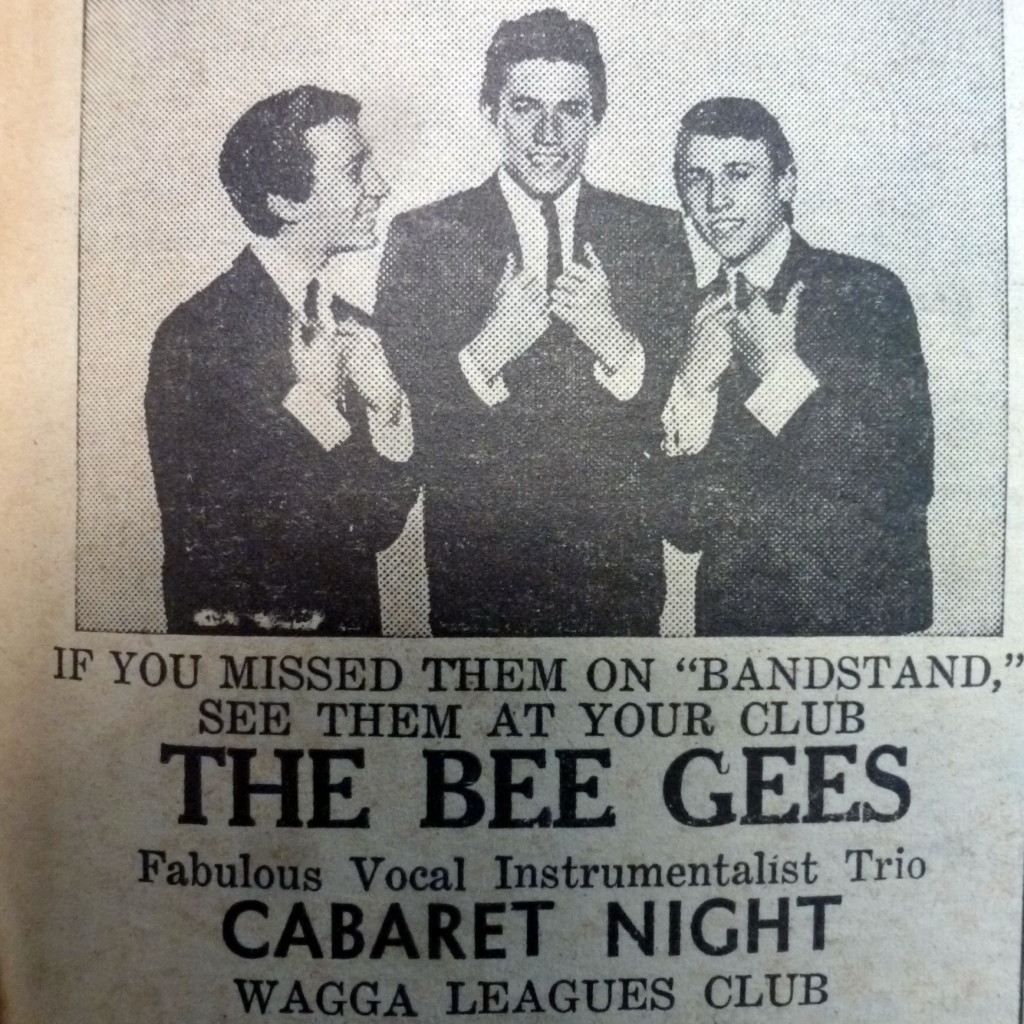 IF YOU MISSED THEM ON “BANDSTAND,”
SEE THEM AT YOUR CLUB
THE BEE GEES
Fabulous Vocal Instrumentalist Trio
CABARET NIGHT
WAGGA LEAGUES CLUB